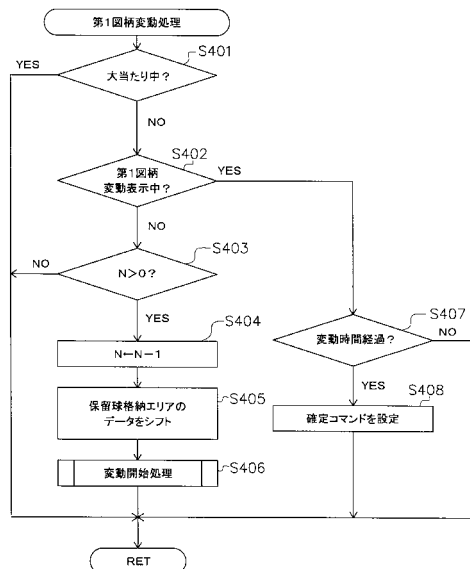 第1図柄変動処理
S401
YES
大当たり中?
NO
S402
第1図柄
変動表示中?
YES
NO
S403
NO
N>0?
YES
S404
N←N-1
S405
保留球格納エリアの
データをシフト
S406
変動開始処理
S407
変動時間経過?
NO
YES
S408
確定コマンドを設定
RET